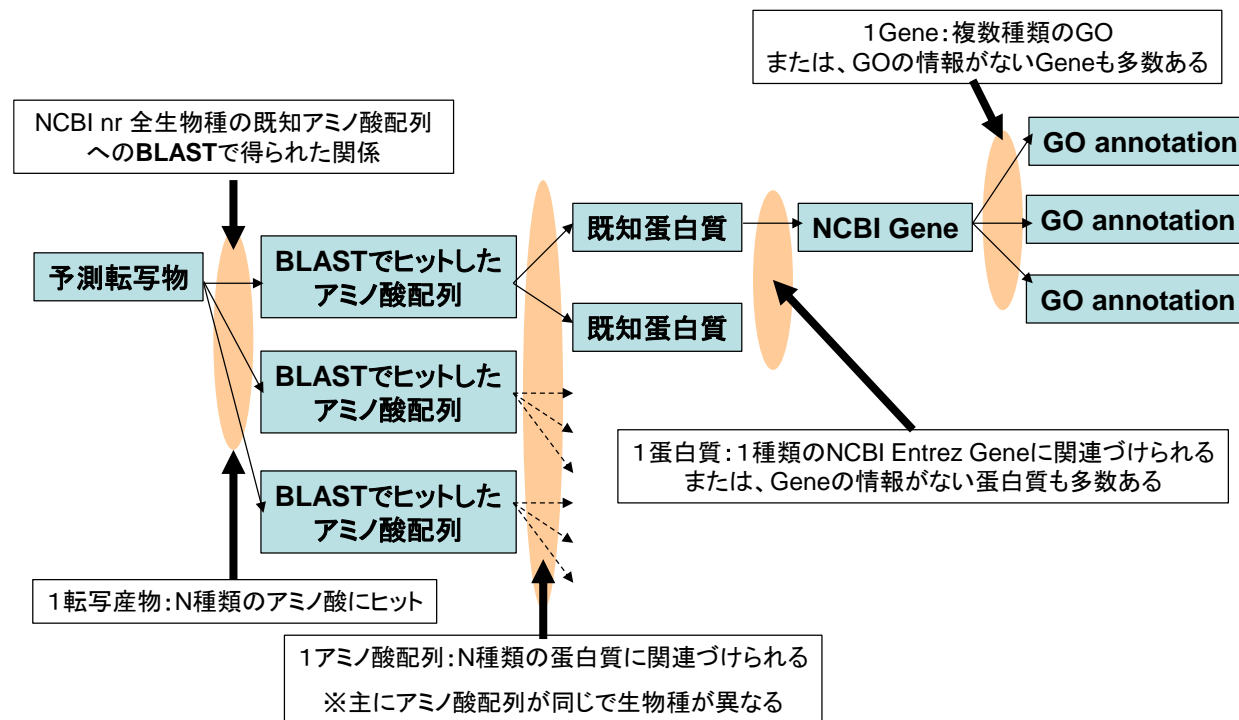 1Gene:複数種類のGO
または、GOの情報がないGeneも多数ある
NCBI nr 全生物種の既知アミノ酸配列
へのBLASTで得られた関係
GO annotation
GO annotation
GO annotation
既知蛋白質
NCBI Gene
既知蛋白質
予測転写物
BLASTでヒットした
アミノ酸配列
BLASTでヒットした
アミノ酸配列
BLASTでヒットした
アミノ酸配列
1蛋白質:1種類のNCBI Entrez Geneに関連づけられる
または、Geneの情報がない蛋白質も多数ある
1転写産物:N種類のアミノ酸にヒット
1アミノ酸配列:N種類の蛋白質に関連づけられる
※主にアミノ酸配列が同じで生物種が異なる